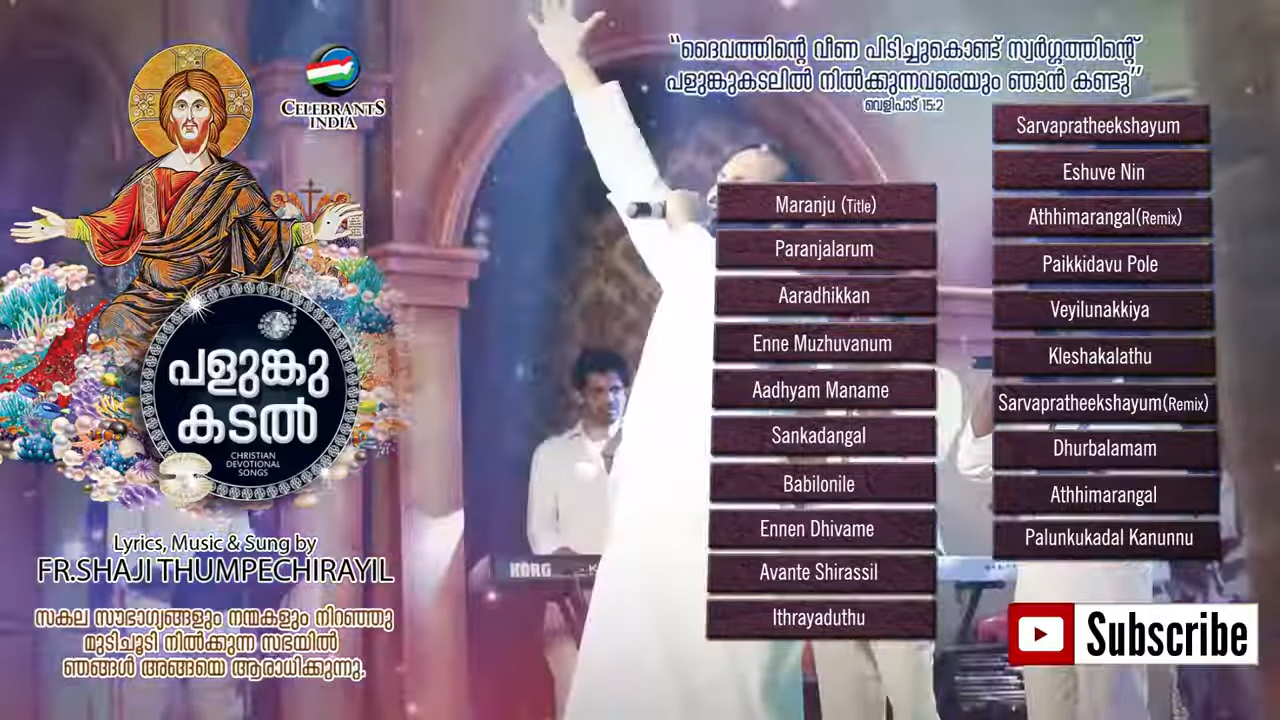 CELEBRANTS
INDIA
പളുങ്കു
കടൽ
CHRISTIAN
DEVOTIONAL
SONGS
Lyrics, Music & Sung by
FR.SHAJI THUMPECHIRAYIL
സകല സൗഭാഗ്യങ്ങളും നന്മകളും നിറഞ്ഞു
മുടിചൂടി നിൽക്കുന്ന സഭയിൽ
ഞങ്ങൾ അങ്ങയെ ആരാധിക്കുന്നു.
“ദൈവത്തിന്റെ വീണ പിടിച്ചുകൊണ്ട് സ്വർഗ്ഗത്തിന്റെ
പളുങ്കുകടലിൽ നിൽക്കുന്നവരെയും ഞാൻ കണ്ടു”
വെളിപാട് 15:2
Maranju (Title)
Paranjalarum
Aaradhikkan
Enne Muzhuvanum
Aadhyam Maname
Sankadangal
Babilonile
Ennen Dhivame
Avante Shirassil
Ithrayaduthu
Sarvapratheekshayum
Eshuve Nin
Athhimarangal(Remix)
Paikkidavu Pole
Veyilunakkiya
Kleshakalathu
Sarvapratheekshayum(Remix)
Dhurbalamam
Athhimarangal
Palunkukadal Kanunnu
KORG
Subscribe